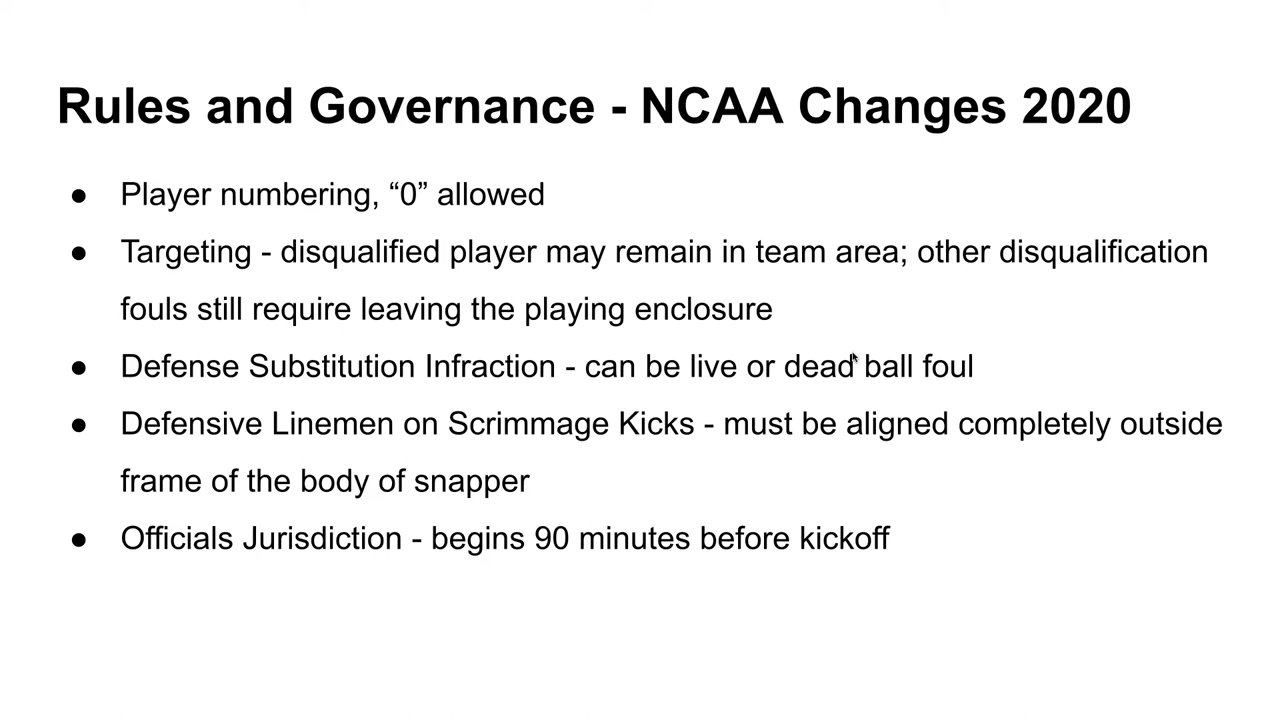 Rules and Governance - NCAA Changes 2020
● Player numbering, “0” allowed
● Targeting - disqualified player may remain in team area; other disqualification
fouls still require leaving the playing enclosure
● Defense Substitution Infraction - can be live or dead ball foul
● Defensive Linemen on Scrimmage Kicks - must be aligned completely outside
frame of the body of snapper
● Officials Jurisdiction - begins 90 minutes before kickoff